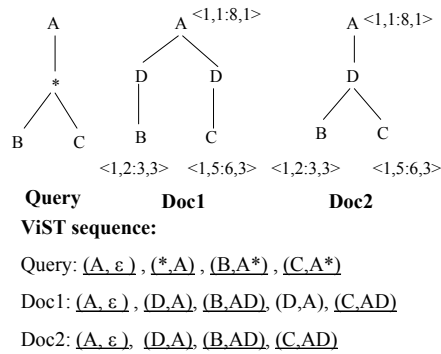 A <1,1:8,1> A <1,1:8,1>
A
* D D D
B C B C B C
<1,2:3,3> <1,5:6,3> <1,2:3,3> <1,5:6,3>
Query Doc1 Doc2
ViST sequence:
Query: (A, ε ) , (*,A) , (B,A*) , (C,A*)
Doc1: (A, ε ) , (D,A), (B,AD), (D,A), (C,AD)
Doc2: (A, ε ), (D,A), (B,AD), (C,AD)